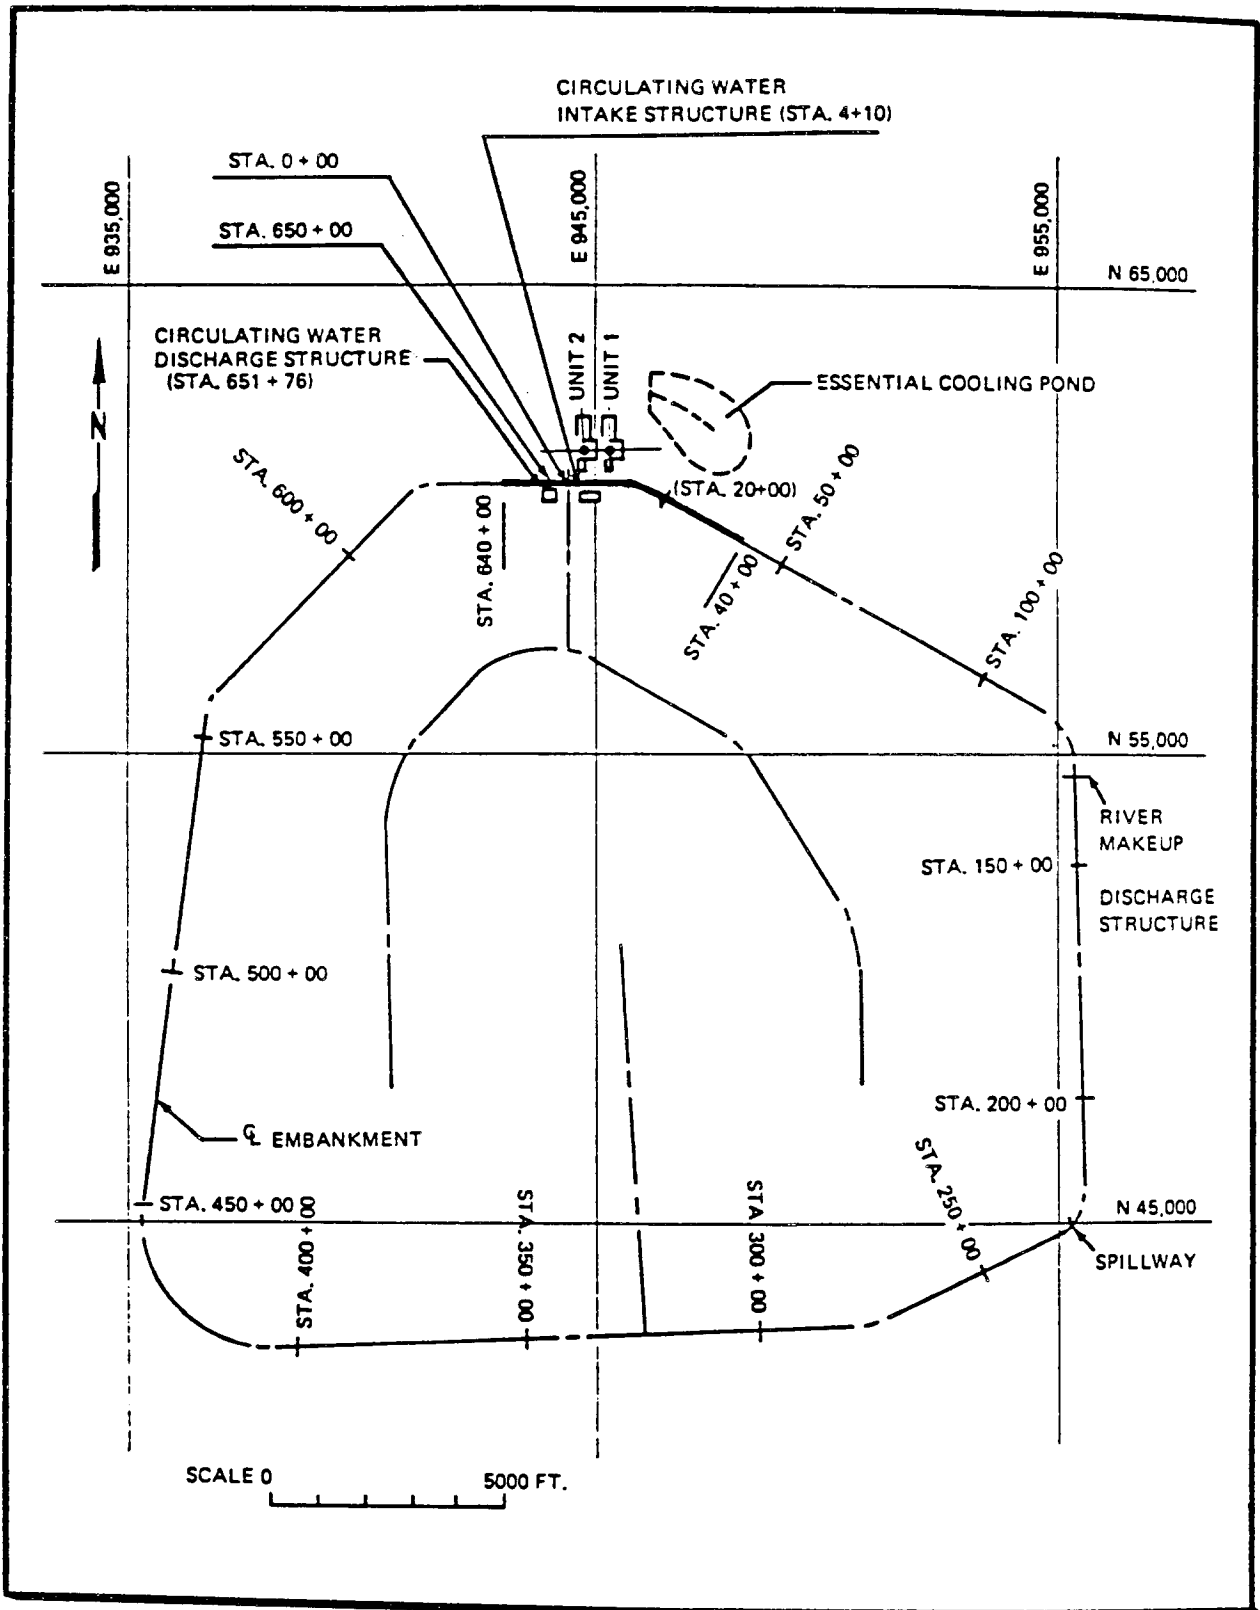 CIRCULATING WATER
INTAKE STRUCTURE (STA. 4+10)
STA. 0 + 00
STA. 650 + 00
E 935,000
E 945,000
E 955,000
N 65,000
CIRCULATING WATER
DISCHARGE STRUCTURE
(STA. 651 + 76)
UNIT 2
UNIT 1
ESSENTIAL COOLING POND
N
STA. 600 + 00
STA. 640 + 00
(STA. 20+00)
STA. 40 + 00
STA. 50 + 00
STA. 100 + 00
STA. 550 + 00
N 55,000
RIVER
MAKEUP
DISCHARGE
STRUCTURE
STA. 150 + 00
STA. 500 + 00
STA. 200 + 00
℄ EMBANKMENT
STA. 450 + 00
STA. 400 + 00
STA. 350 + 00
STA 300 + 00
STA. 250 + 00
N 45,000
SPILLWAY
SCALE 0
5000 FT.